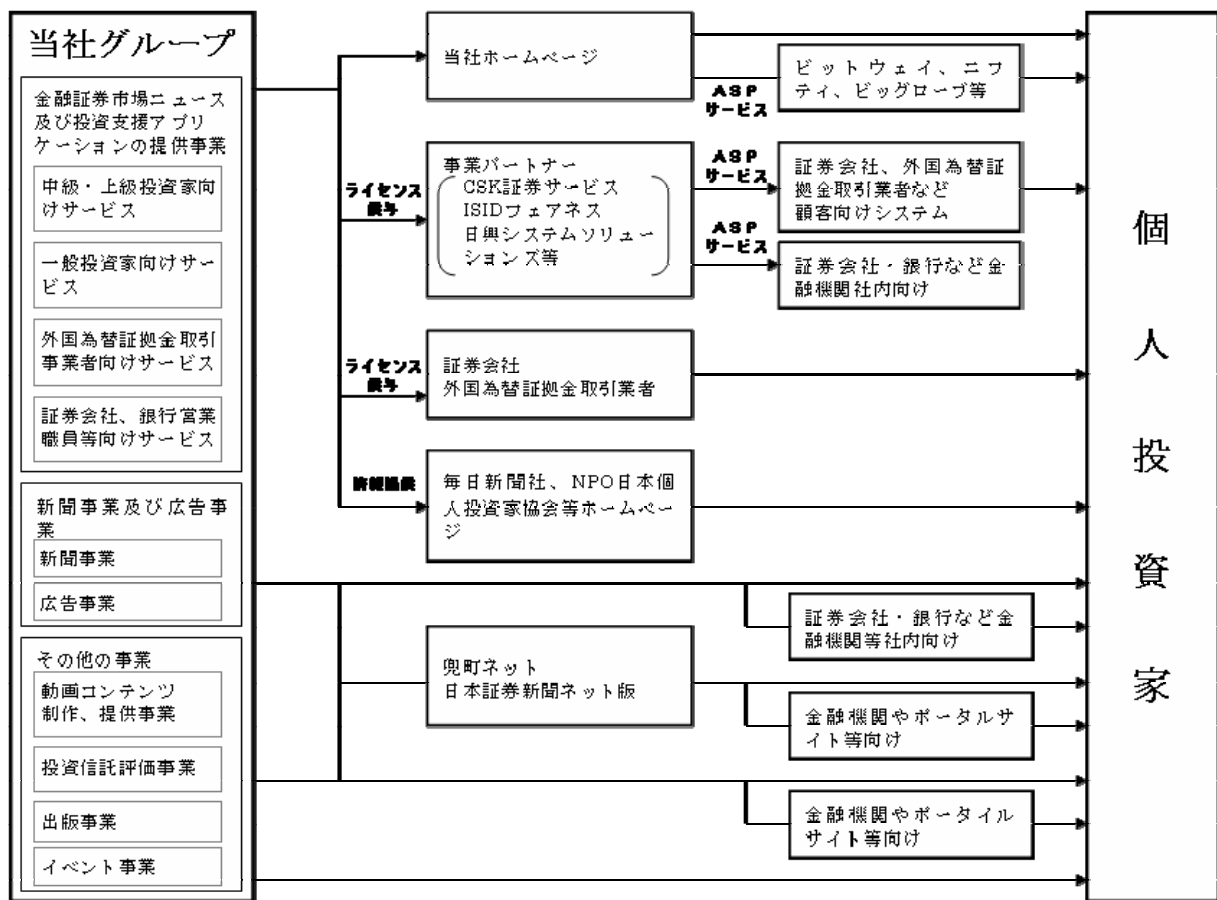 当社グループ
金融証券市場ニュース
及び投資支援アプリ
ケーションの提供事業
中級・上級投資家向
けサービス
一般投資家向けサー
ビス
外国為替証拠金取引
事業者向けサービス
証券会社、銀行営業
職員等向けサービス
新聞事業及び広告事
業
新聞事業
広告事業
その他の事業
動画コンテンツ
制作、提供事業
投資信託評価事業
出版事業
イベント事業
当社ホームページ
ASP
サービス
ビットウェイ、ニフ
ティ、ビッグローブ等
ライセンス
供与
事業パートナー
CSK証券サービス
ISIDフェアネス
日興システムソリュー
ションズ等
ASP
サービス
証券会社、外国為替証
拠金取引業者など
顧客向けシステム
ASP
サービス
証券会社・銀行など金
融機関社内向け
ライセンス
供与
証券会社
外国為替証拠金取引業者
情報提供
毎日新聞社、NPO日本個
人投資家協会等ホームペー
ジ
証券会社・銀行など金
融機関等社内向け
兜町ネット
日本証券新聞ネット版
金融機関やポータルサ
イト等向け
金融機関やポータイル
サイト等向け
個人投資家